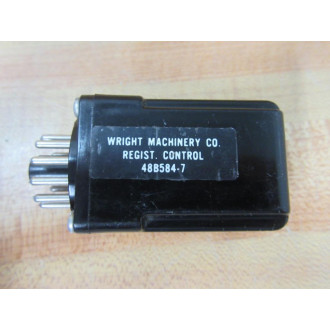 WRIGHT MACHINERY CO.
REGIST. CONTROL
48B584-7